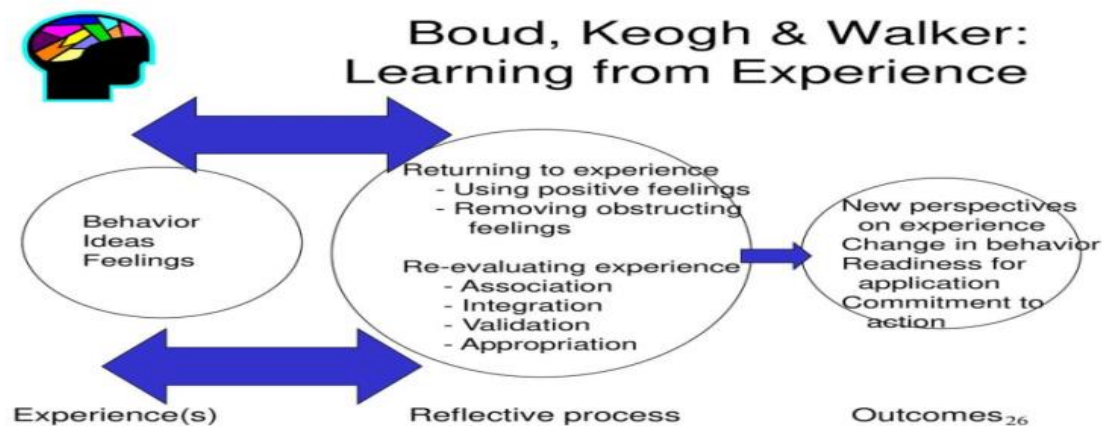 Boud, Keogh & Walker:
Learning from Experience
Behavior
Ideas
Feelings
Returning to experience
- Using positive feelings
- Removing obstructing
feelings
Re-evaluating experience
- Association
- Integration
- Validation
- Appropriation
New perspectives
on experience
Change in behavior
Readiness for
application
Commitment to
action
Experience(s)
Reflective process
Outcomes26